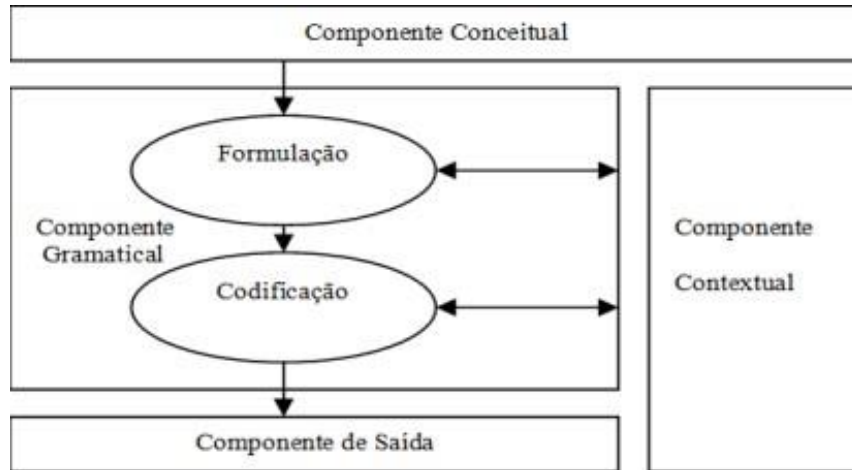 Componente Conceitual
Formulação
Componente
Gramatical
Codificação
Componente
Contextual
Componente de Saída